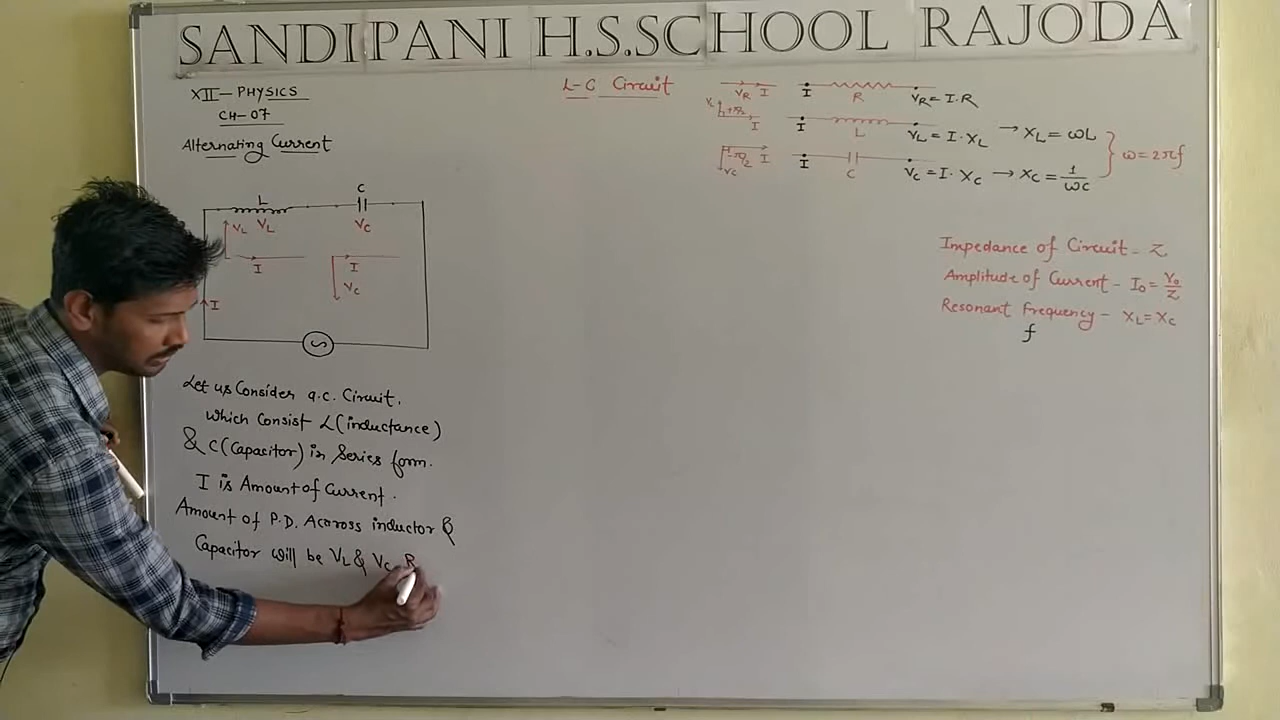 SANDIPANI H.S.SCHOOL RAJODA
XII - PHYSICS
CH-07
Alternating Current
L-C Circuit
VR I I R VR = I.R
+π/2 I I L VL = I.XL → XL = ωL
-π/2 I VC I C VC = I.XC → XC = 1/ωC
} ω = 2πf
L C
VL VL VC
I I
VC
I
Impedance of Circuit - Z
Amplitude of Current - I0 = V0/Z
Resonant Frequency - XL = XC
f
Let us Consider a.c. Circuit.
which Consist L (inductance)
& C (Capacitor) in Series form.
I is Amount of Current.
Amount of P.D. Across inductor &
Capacitor will be VL & VC R